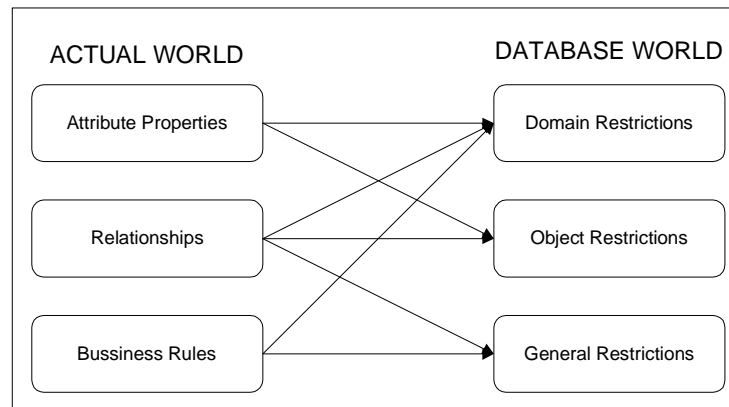 ACTUAL WORLD
DATABASE WORLD
Attribute Properties
Domain Restrictions
Relationships
Object Restrictions
Bussiness Rules
General Restrictions